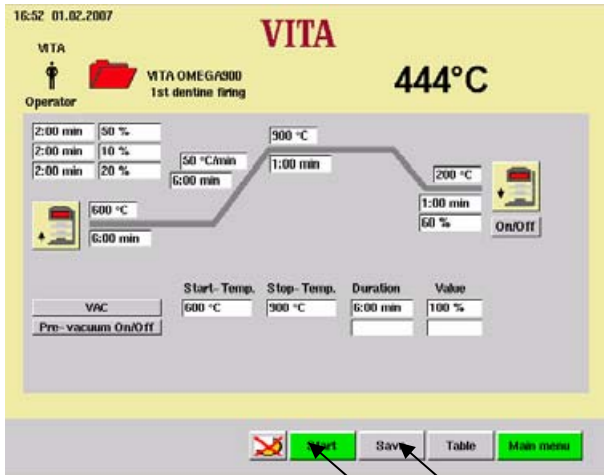 16:52 01.02.2007
VITA
VITA
Operator
VITA OMEGA900
1st dentine firing
444°C
2:00 min 50 %
2:00 min 10 %
2:00 min 20 %
50 °C/min
6:00 min
900 °C
1:00 min
200 °C
1:00 min
60 %
On/Off
600 °C
6:00 min
Start-Temp. Stop-Temp. Duration Value
VAC 600 °C 900 °C 6:00 min 100 %
Pre-vacuum On/Off
Start Save Table Main menu